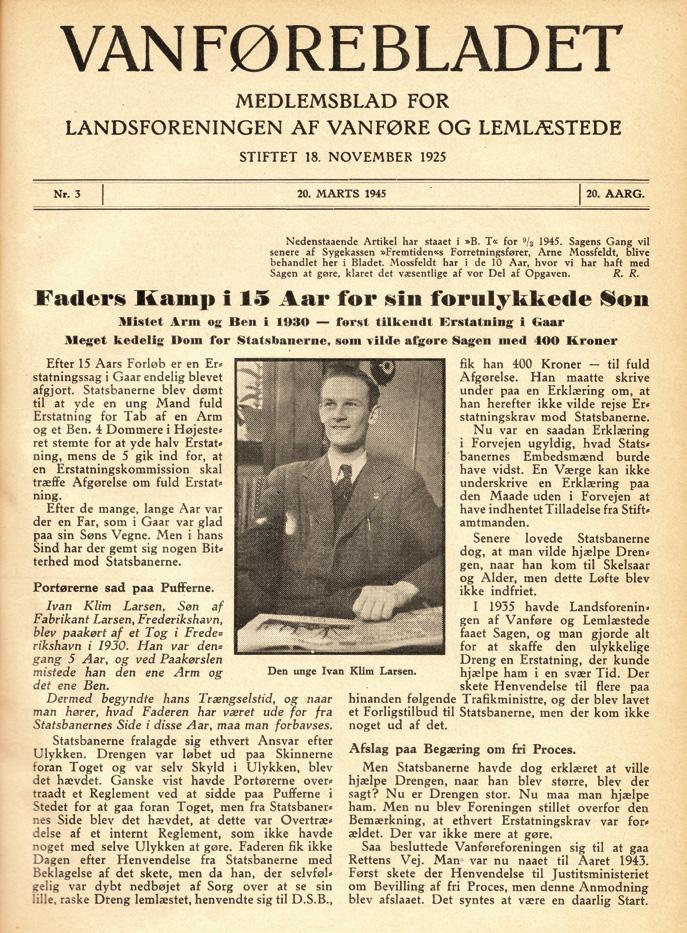 VANFØREBLADET
MEDLEMSBLAD FOR
LANDSFORENINGEN AF VANFØRE OG LEMLÆSTEDE
STIFTET 18. NOVEMBER 1925
Nr. 3
20. MARTS 1945
20. AARG.
Nedenstaaende Artikel har staaet i »B. T« for 9/3 1945. Sagens Gang vil
senere af Sygekassen »Fremtiden«s Forretningsfører, Arne Mossfeldt, blive
behandlet her i Bladet. Mossfeldt har i de 10 Aar, hvor vi har haft med
Sagen at gøre, klaret det væsentlige af vor Del af Opgaven. R. R.
Faders Kamp i 15 Aar for sin forulykkede Søn
Mistet Arm og Ben i 1930 — først tilkendt Erstatning i Gaar
Meget kedelig Dom for Statsbanerne, som vilde afgøre Sagen med 400 Kroner
Efter 15 Aars Forløb er en Er-
statningssag i Gaar endelig blevet
afgjort. Statsbanerne blev dømt
til at yde en ung Mand fuld
Erstatning for Tab af en Arm
og et Ben. 4 Dommere i Højeste-
ret stemte for at yde halv Erstat-
ning, mens de 5 gik ind for, at
en Erstatningskommission skal
træffe Afgørelse om fuld Erstat-
ning.
Efter de mange, lange Aar var
der en Far, som i Gaar var glad
paa sin Søns Vegne. Men i hans
Sind har der gemt sig nogen Bit-
terhed mod Statsbanerne.
Portørerne sad paa Pufferne.
Ivan Klim Larsen, Søn af
Fabrikant Larsen, Frederikshavn,
blev paakørt af et Tog i Frede-
rikshavn i 1930. Han var den-
gang 5 Aar, og ved Paakørslen
mistede han den ene Arm og
det ene Ben.
Dermed begyndte hans Trængselstid, og naar
man hører, hvad Faderen har været ude for fra
Statsbanernes Side i disse Aar, maa man forbavses.
Statsbanerne fralagde sig ethvert Ansvar efter
Ulykken. Drengen var løbet ud paa Skinnerne
foran Toget og var selv Skyld i Ulykken, blev
det hævdet. Ganske vist havde Portørerne over-
traadt et Reglement ved at sidde paa Pufferne i
Stedet for at gaa foran Toget, men fra Statsbaner-
nes Side blev det hævdet, at dette var Overtræ-
delse af et internt Reglement, som ikke havde
noget med selve Ulykken at gøre. Faderen fik ikke
Dagen efter Henvendelse fra Statsbanerne med
Beklagelse af det skete, men da han, der selvføl-
gelig var dybt nedbøjet af Sorg over at se sin
lille, raske Dreng lemlæstet, henvendte sig til D.S.B.,
Den unge Ivan Klim Larsen.
fik han 400 Kroner — til fuld
Afgørelse. Han maatte skrive
under paa en Erklæring om, at
han herefter ikke vilde rejse Er-
statningskrav mod Statsbanerne.
Nu var en saadan Erklæring
i Forvejen ugyldig, hvad Stats-
banernes Embedsmænd burde
have vidst. En Værge kan ikke
underskrive en Erklæring paa
den Maade uden i Forvejen at
have indhentet Tilladelse fra Stift-
amtmanden.
Senere lovede Statsbanerne
dog, at man vilde hjælpe Dren-
gen, naar han kom til Skelsaar
og Alder, men dette Løfte blev
ikke indfriet.
I 1935 havde Landsforenin-
gen af Vanføre og Lemlæstede
faaet Sagen, og man gjorde alt
for at skaffe den ulykkelige
Dreng en Erstatning, der kunde
hjælpe ham i en svær Tid. Der
skete Henvendelse til flere paa
hinanden følgende Trafikministre, og der blev lavet
et Forligstilbud til Statsbanerne, men der kom ikke
noget ud af det.
Afslag paa Begæring om fri Proces.
Men Statsbanerne havde dog erklæret at ville
hjælpe Drengen, naar han blev større, blev der
sagt? Nu er Drengen stor. Nu maa man hjælpe
ham. Men nu blev Foreningen stillet overfor den
Bemærkning, at ethvert Erstatningskrav var for-
ældet. Der var ikke mere at gøre.
Saa besluttede Vanføreforeningen sig til at gaa
Rettens Vej. Man var nu naaet til Aaret 1943.
Først skete der Henvendelse til Justitsministeriet
om Bevilling af fri Proces, men denne Anmodning
blev afslaaet. Det syntes at være en daarlig Start.